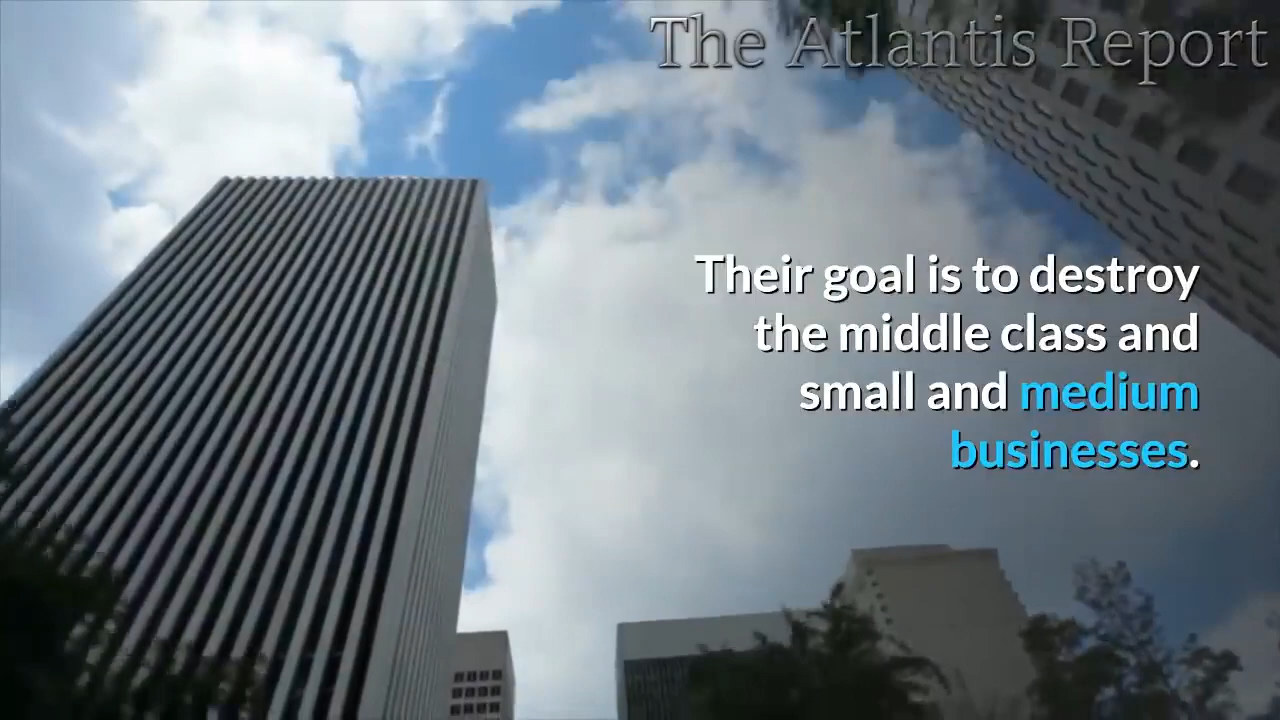 The Atlantis Report
Their goal is to destroy
the middle class and
small and medium
businesses.